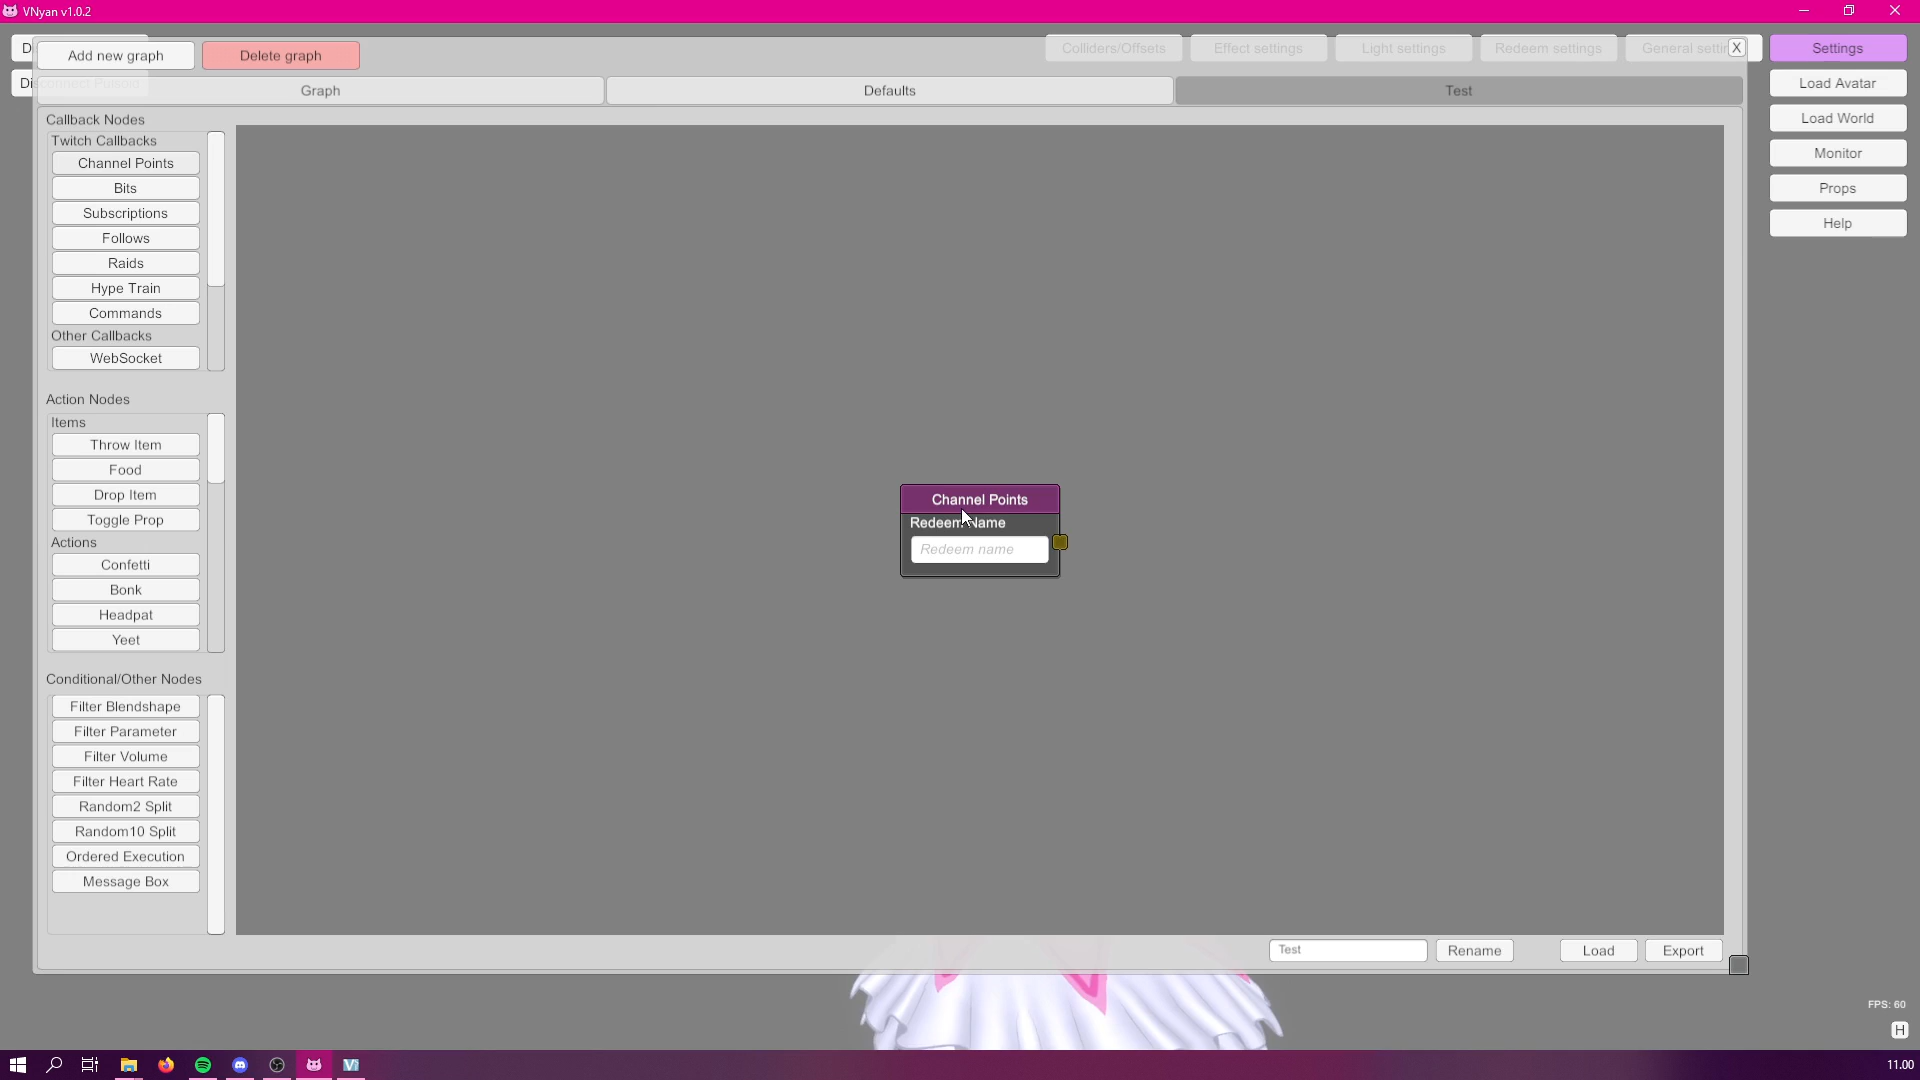 VNyan v1.0.2
Add new graph
Delete graph
Colliders/Offsets
Effect settings
Light settings
Redeem settings
General settin
X
Settings
Load Avatar
Load World
Monitor
Props
Help
Graph
Defaults
Test
Callback Nodes
Twitch Callbacks
Channel Points
Bits
Subscriptions
Follows
Raids
Hype Train
Commands
Other Callbacks
WebSocket
Action Nodes
Items
Throw Item
Food
Drop Item
Toggle Prop
Actions
Confetti
Bonk
Headpat
Yeet
Conditional/Other Nodes
Filter Blendshape
Filter Parameter
Filter Volume
Filter Heart Rate
Random2 Split
Random10 Split
Ordered Execution
Message Box
Channel Points
Redeem Name
Redeem name
Test
Rename
Load
Export
FPS: 60
H
11.00